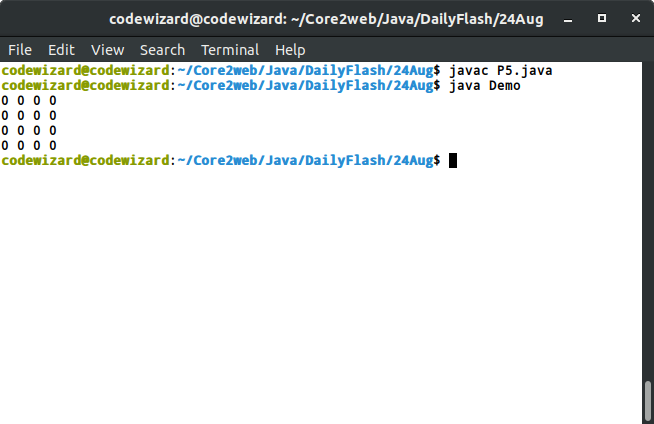 codewizard@codewizard: ~/Core2web/Java/DailyFlash/24Aug
File Edit View Search Terminal Help
codewizard@codewizard:~/Core2web/Java/DailyFlash/24Aug$ javac P5.java
codewizard@codewizard:~/Core2web/Java/DailyFlash/24Aug$ java Demo
0 0 0 0
0 0 0 0
0 0 0 0
0 0 0 0
codewizard@codewizard:~/Core2web/Java/DailyFlash/24Aug$